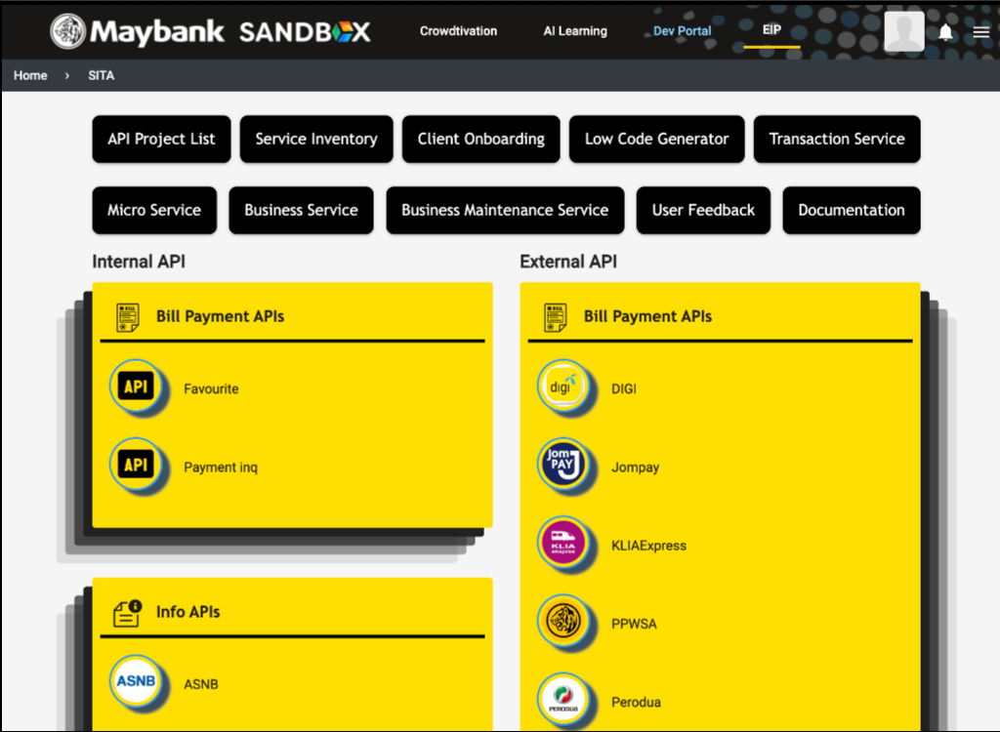 Maybank SANDBOX
Crowdtivation
AI Learning
Dev Portal
EIP
Home › SITA
API Project List
Service Inventory
Client Onboarding
Low Code Generator
Transaction Service
Micro Service
Business Service
Business Maintenance Service
User Feedback
Documentation
Internal API
BILL
Bill Payment APIs
API
Favourite
API
Payment inq
Info APIs
ASNB
ASNB
External API
BILL
Bill Payment APIs
digi
DIGI
Jom
PAY
Jompay
KLIA
ekspres
KLIAExpress
PPWSA
PERODUA
Perodua